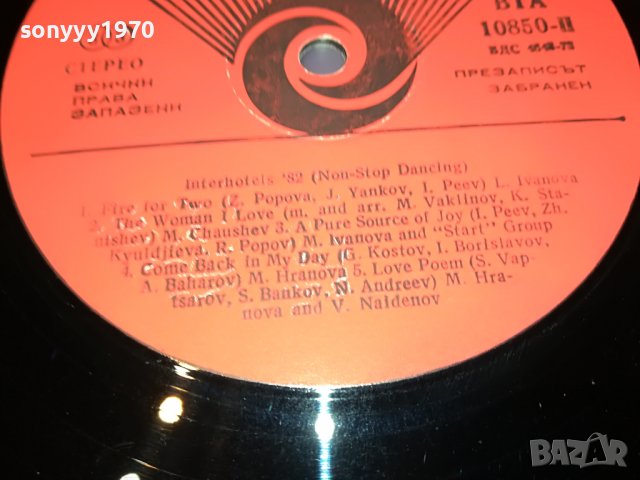 sonyyy1970
ВТА
10850-II
СТЕРЕО
БДС
ВСИЧКИ
ПРАВА
ЗАПАЗЕНИ
ПРЕЗАПИСЪТ
ЗАБРАНЕН
Interhotels '82 (Non-Stop Dancing)
1. Fire for Two (Z. Popova, J. Yankov, I. Peev) L. Ivanova
2. The Woman I Love (m. and arr. M. Vaklinov, K. Sta-
nishev) M. Chaushev 3. A Pure Source of Joy (I. Peev, Zh.
Kyuldjieva, R. Popov) M. Ivanova and "Start" Group
4. Come Back in My Day (G. Kostov, I. Borislavov,
A. Baharov) M. Hranova 5. Love Poem (S. Vap-
tsarov, S. Bankov, N. Andreev) M. Hra-
nova and V. Naidenov
BAZAR
bg